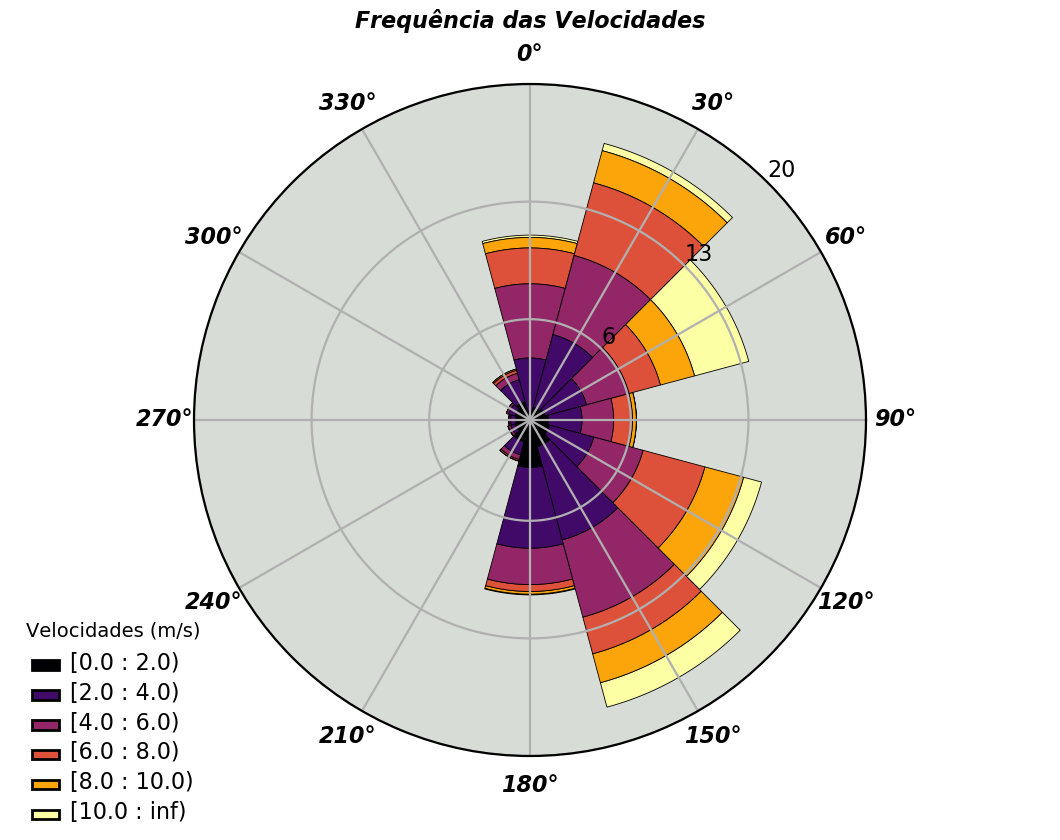 Frequência das Velocidades
0°
330°
30°
20
300°
60°
13
6
270°
90°
240°
120°
210°
150°
180°
Velocidades (m/s)
[0.0 : 2.0)
[2.0 : 4.0)
[4.0 : 6.0)
[6.0 : 8.0)
[8.0 : 10.0)
[10.0 : inf)